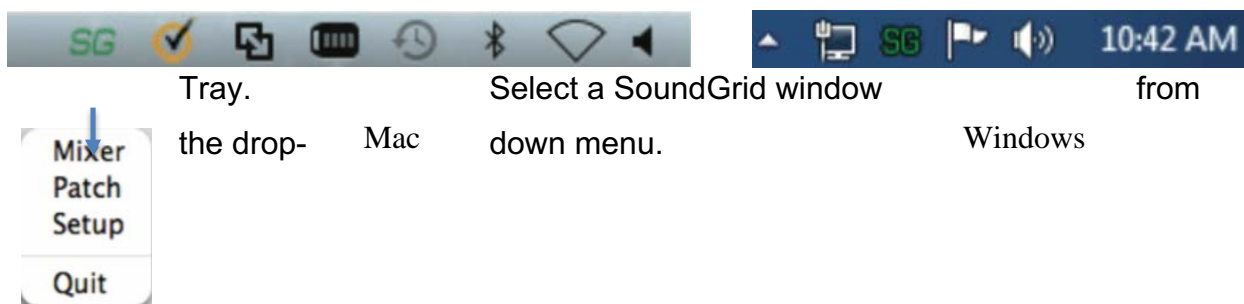 SG SG 10:42 AM
Tray. Select a SoundGrid window from
the drop- Mac down menu. Windows
Mixer
Patch
Setup
Quit